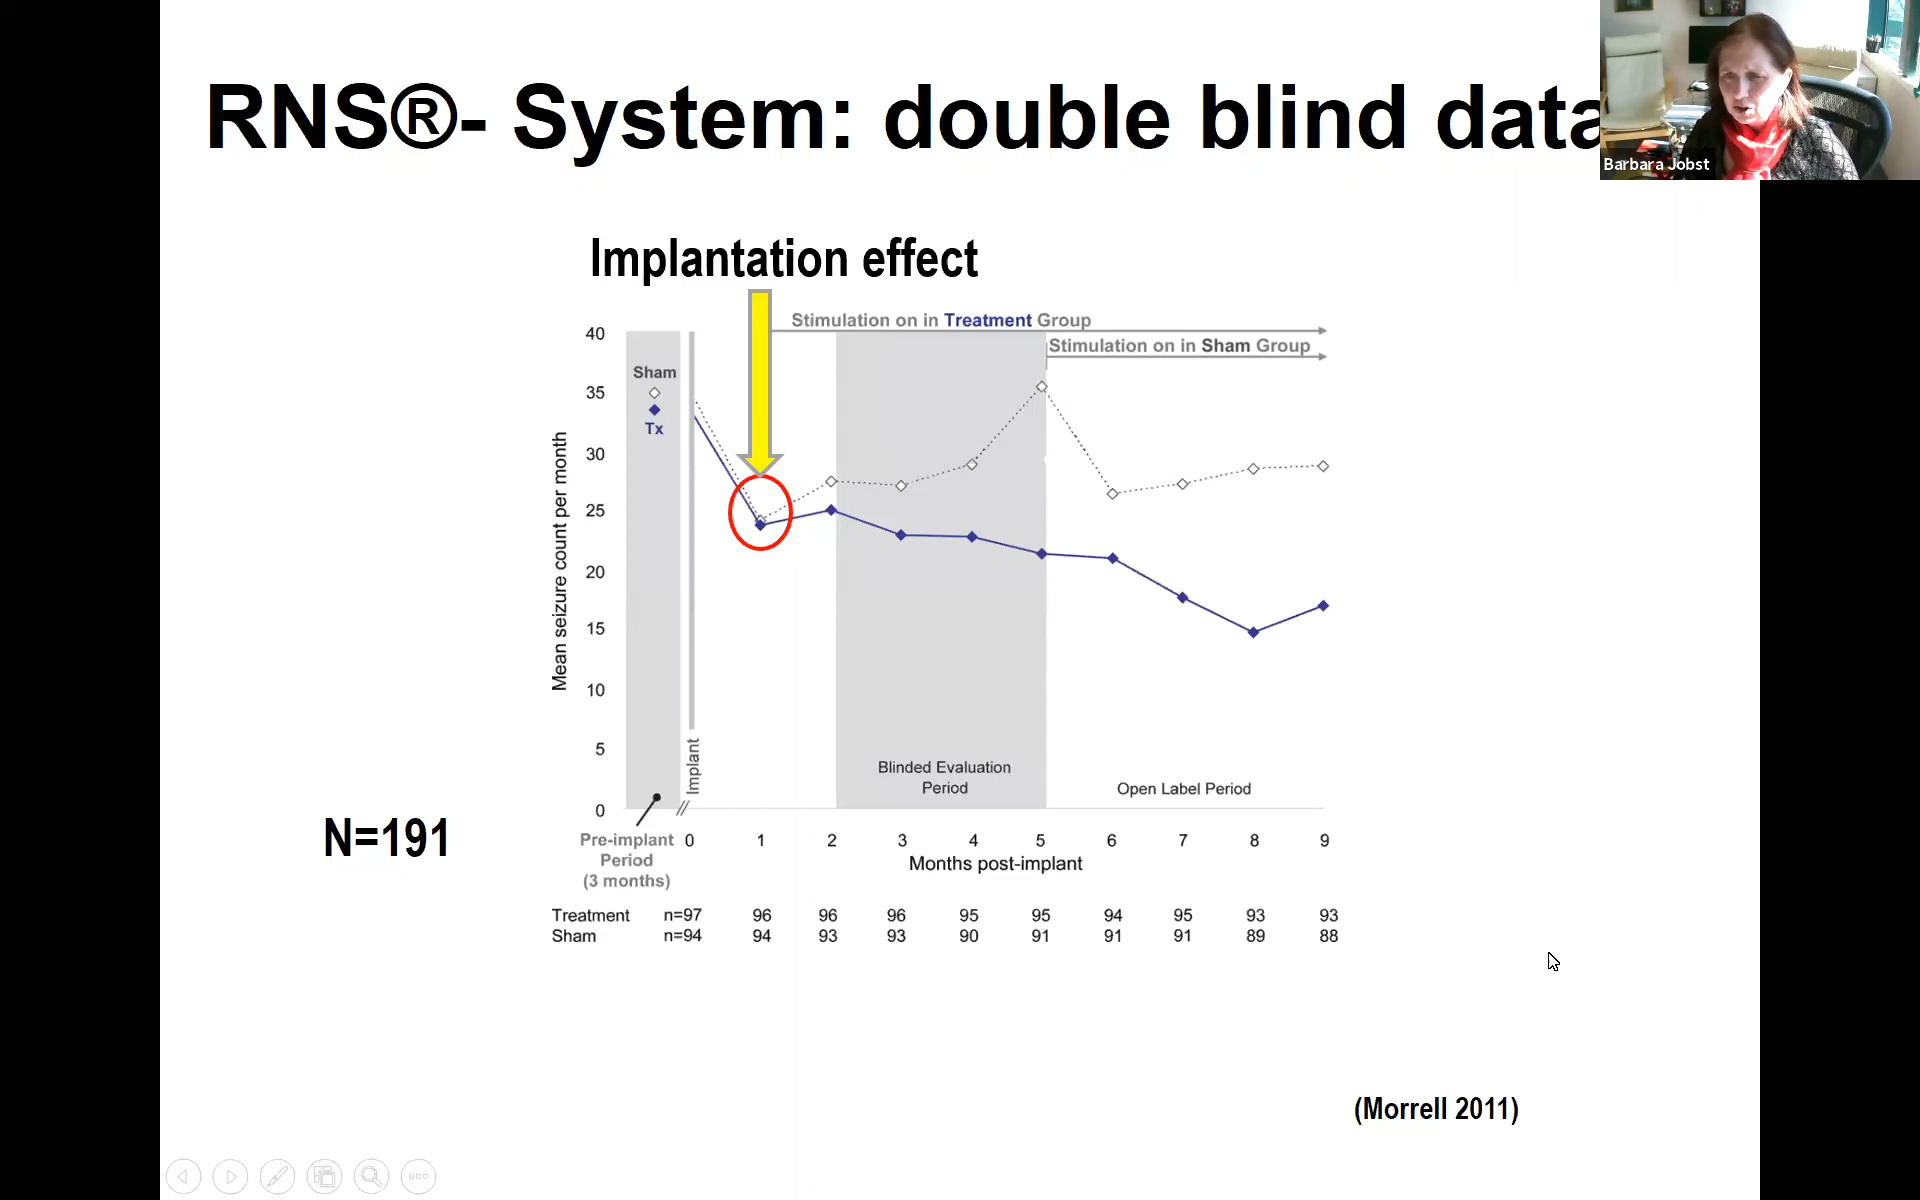 RNS®- System: double blind data
Barbara Jobst
Implantation effect
Stimulation on in Treatment Group
Stimulation on in Sham Group
40
35
30
25
20
15
10
5
0
Mean seizure count per month
Sham
Tx
Implant
Blinded Evaluation
Period
Open Label Period
N=191
Pre-implant
Period
(3 months)
0 1 2 3 4 5 6 7 8 9
Months post-implant
Treatment n=97 96 96 96 95 95 94 95 93 93
Sham n=94 94 93 93 90 91 91 91 89 88
(Morrell 2011)